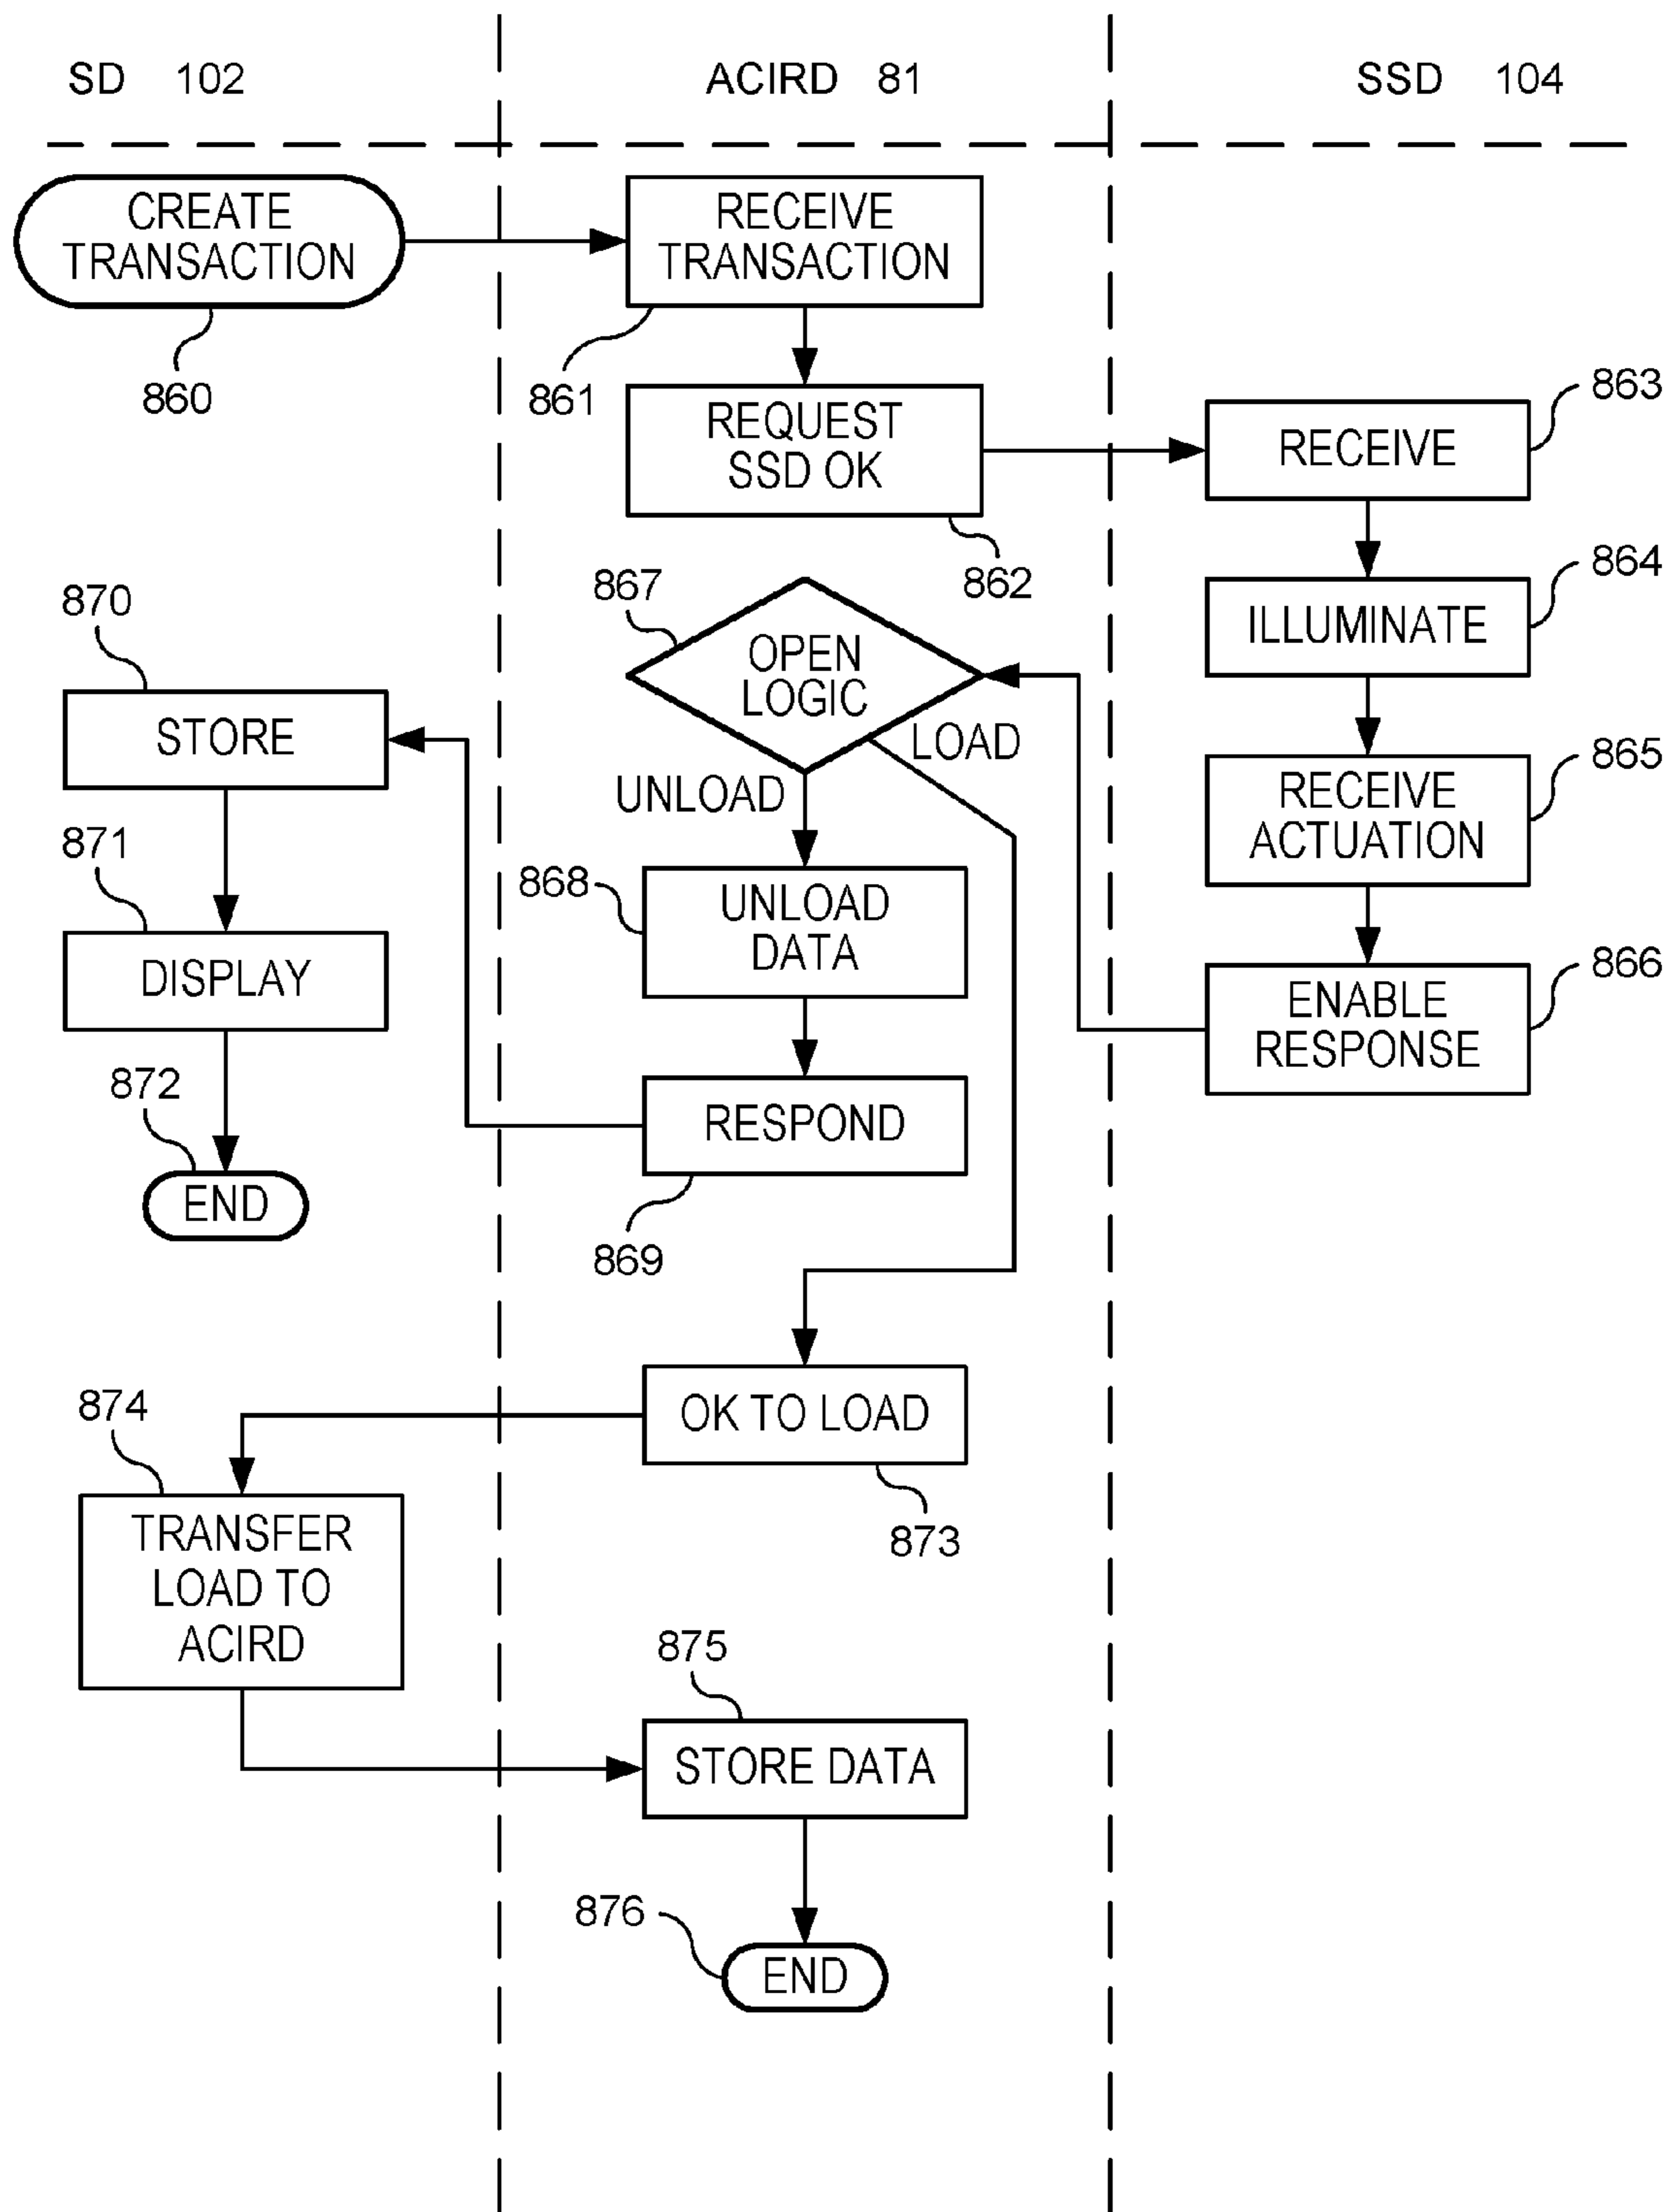 SD 102
ACIRD 81
SSD 104
CREATE
TRANSACTION
860
RECEIVE
TRANSACTION
861
REQUEST
SSD OK
862
RECEIVE
863
ILLUMINATE
864
RECEIVE
ACTUATION
865
ENABLE
RESPONSE
866
867
OPEN
LOGIC
LOAD
UNLOAD
868
UNLOAD
DATA
RESPOND
869
870
STORE
871
DISPLAY
872
END
OK TO LOAD
873
874
TRANSFER
LOAD TO
ACIRD
875
STORE DATA
876
END